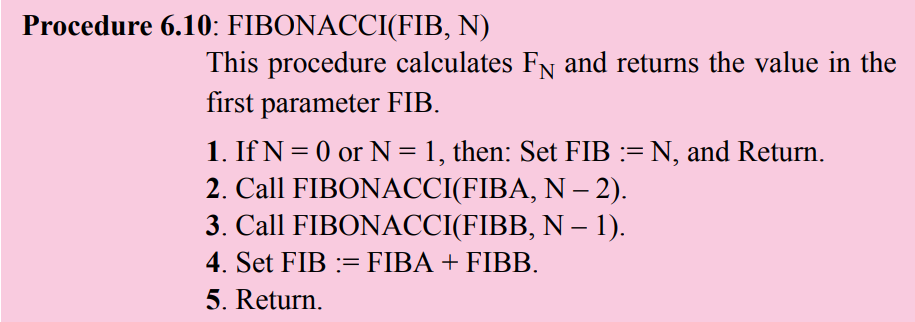 Procedure 6.10: FIBONACCI(FIB, N)
This procedure calculates F_N and returns the value in the
first parameter FIB.
1. If N = 0 or N = 1, then: Set FIB := N, and Return.
2. Call FIBONACCI(FIBA, N – 2).
3. Call FIBONACCI(FIBB, N – 1).
4. Set FIB := FIBA + FIBB.
5. Return.